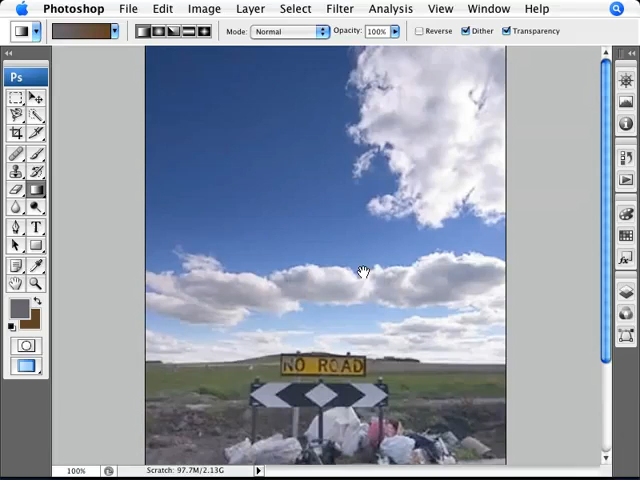 Photoshop File Edit Image Layer Select Filter Analysis View Window Help
Mode: Normal Opacity: 100% Reverse Dither Transparency
Ps
T
NO ROAD
100% Scratch: 97.7M/2.13G